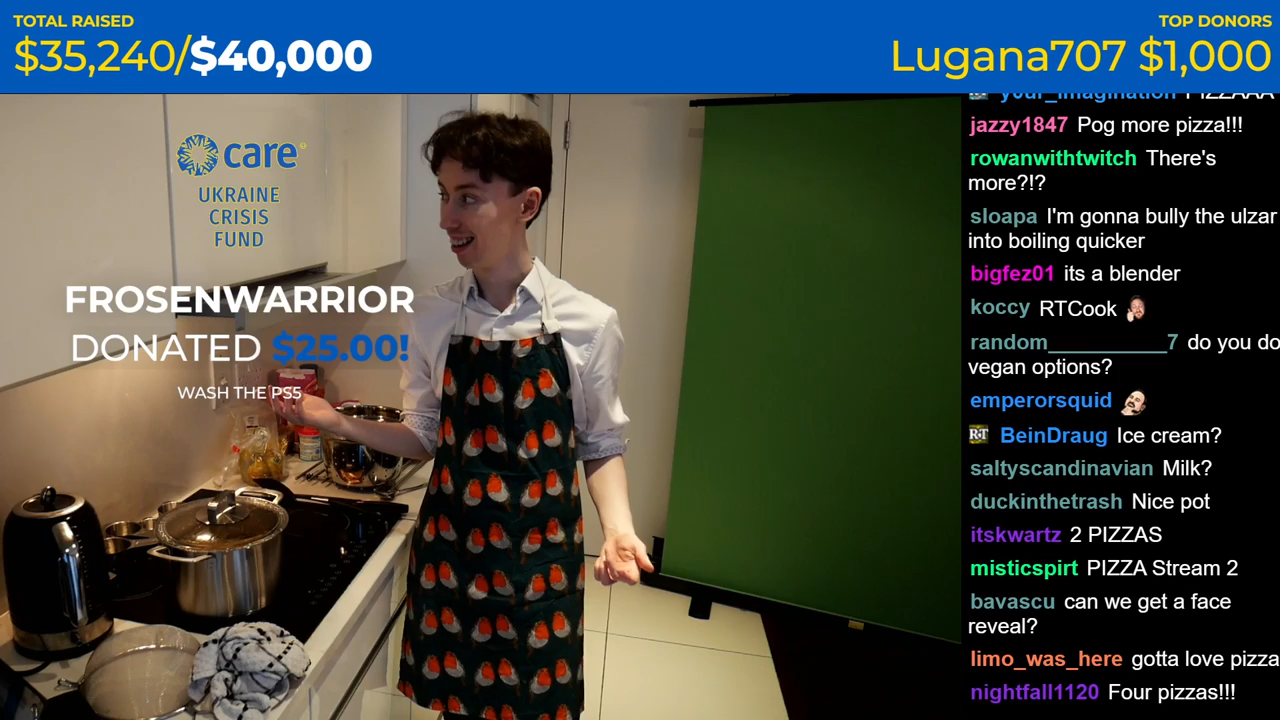 TOTAL RAISED
$35,240/$40,000
TOP DONORS
Lugana707 $1,000
care
UKRAINE
CRISIS
FUND
FROSENWARRIOR
DONATED $25.00!
WASH THE PS5
y0ur_imagination PIZZAAA
jazzy1847 Pog more pizza!!!
rowanwithtwitch There's
more?!?
sloapa I'm gonna bully the ulzar
into boiling quicker
bigfez01 its a blender
koccy RTCook
random__________7 do you do
vegan options?
emperorsquid
R&T BeinDraug Ice cream?
saltyscandinavian Milk?
duckinthetrash Nice pot
itskwartz 2 PIZZAS
misticspirt PIZZA Stream 2
bavascu can we get a face
reveal?
limo_was_here gotta love pizza
nightfall1120 Four pizzas!!!